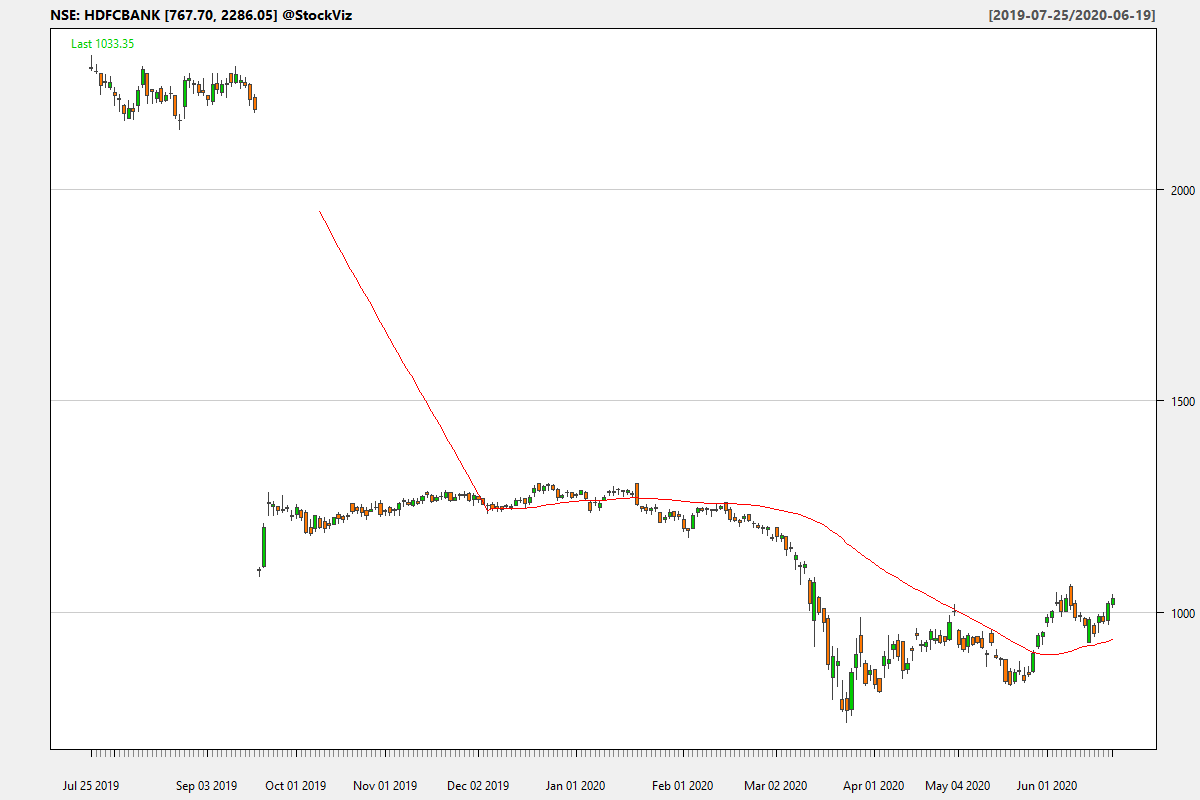 NSE: HDFCBANK [767.70, 2286.05] @StockViz
[2019-07-25/2020-06-19]
Last 1033.35
2000
1500
1000
Jul 25 2019 Sep 03 2019 Oct 01 2019 Nov 01 2019 Dec 02 2019 Jan 01 2020 Feb 01 2020 Mar 02 2020 Apr 01 2020 May 04 2020 Jun 01 2020